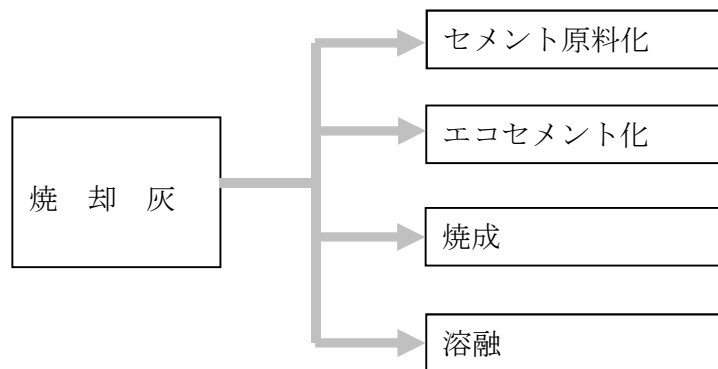 セメント原料化
エコセメント化
焼　却　灰
焼成
溶融